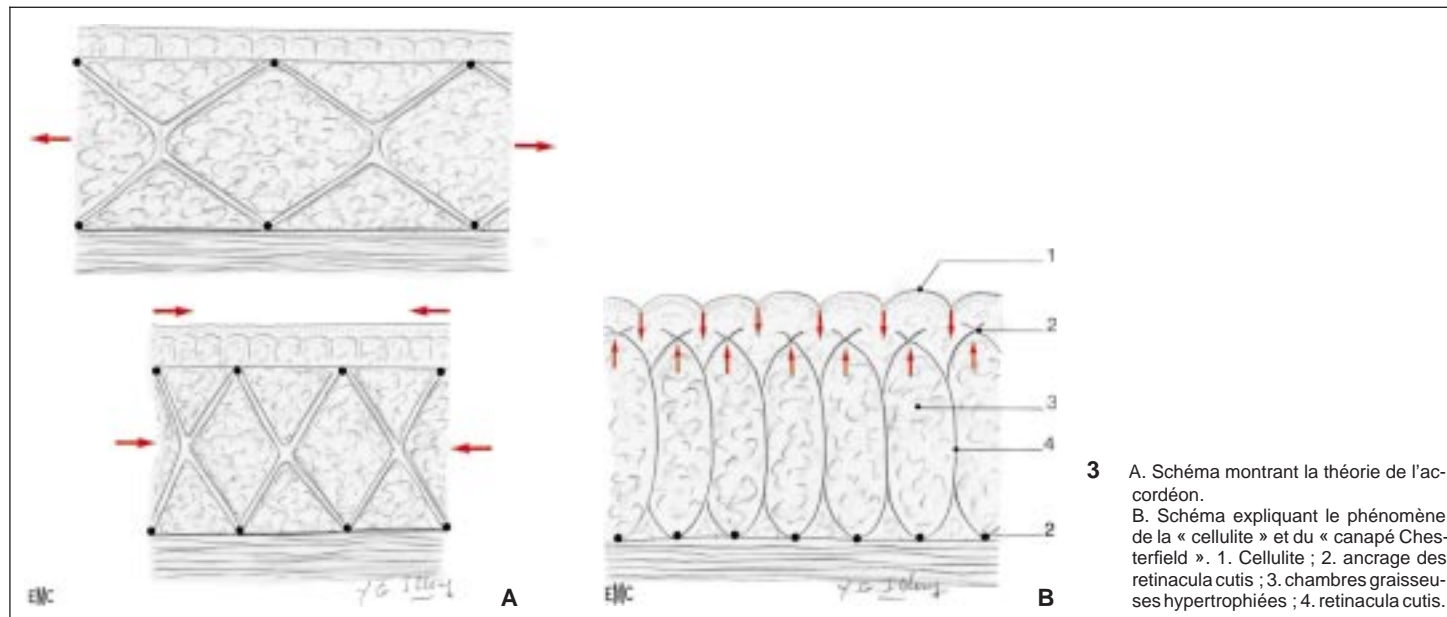 1
2
3
4
2
EMC
A
EMC
B
3 A. Schéma montrant la théorie de l'ac-
cordéon.
B. Schéma expliquant le phénomène
de la « cellulite » et du « canapé Ches-
terfield ». 1. Cellulite ; 2. ancrage des
retinacula cutis ; 3. chambres graisseu-
ses hypertrophiées ; 4. retinacula cutis.